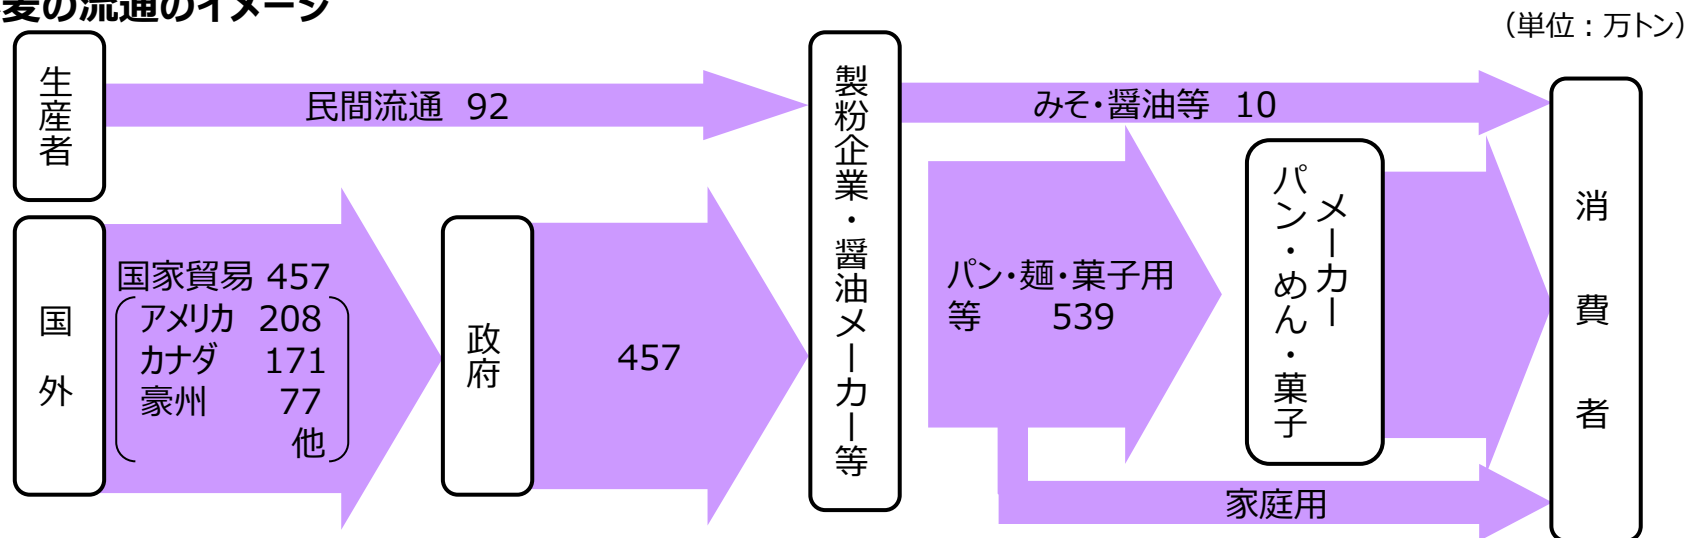 麦の流通のイメージ
（単位：万トン）
生産者
民間流通 92
製粉企業・醤油メーカー等
みそ・醤油等 10
消費者
国外
国家貿易 457
アメリカ 208
カナダ 171
豪州 77
他
政府
457
パン・麺・菓子用
等 539
パン・めん・菓子
メーカー
家庭用